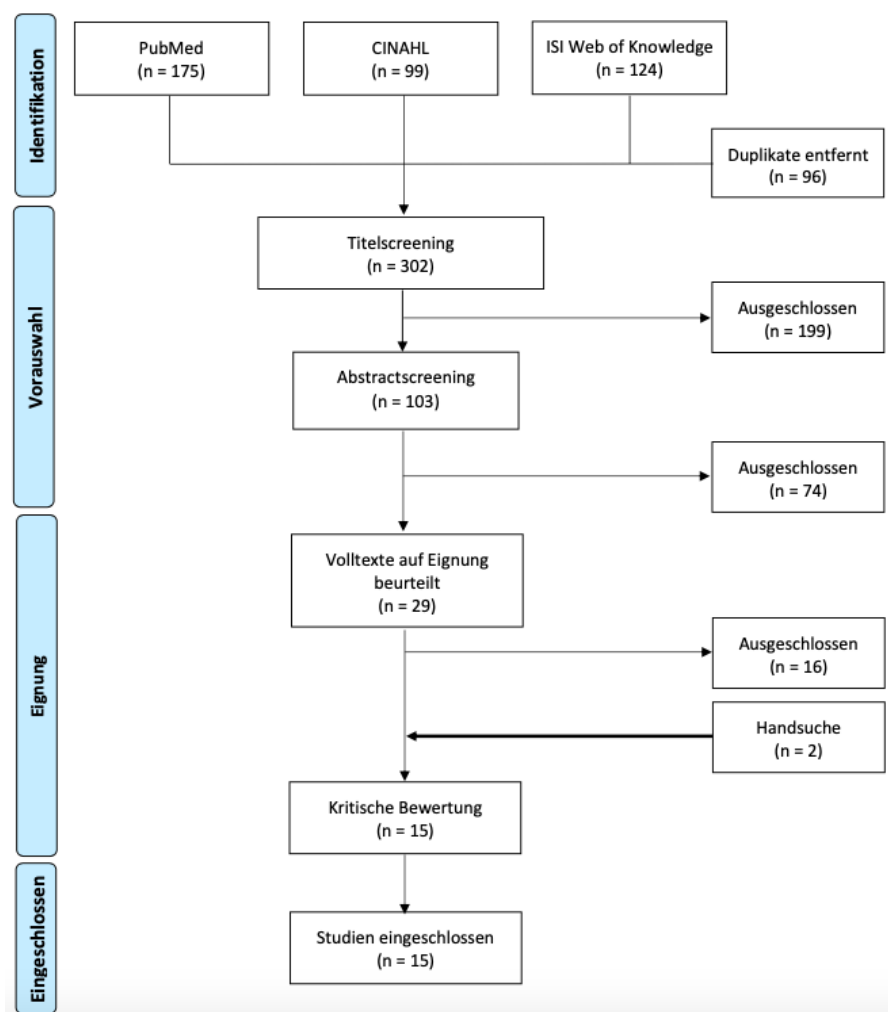 Identifikation
PubMed
(n = 175)
CINAHL
(n = 99)
ISI Web of Knowledge
(n = 124)
Duplikate entfernt
(n = 96)
Vorauswahl
Titelscreening
(n = 302)
Ausgeschlossen
(n = 199)
Abstractscreening
(n = 103)
Ausgeschlossen
(n = 74)
Eignung
Volltexte auf Eignung
beurteilt
(n = 29)
Ausgeschlossen
(n = 16)
Handsuche
(n = 2)
Kritische Bewertung
(n = 15)
Eingeschlossen
Studien eingeschlossen
(n = 15)